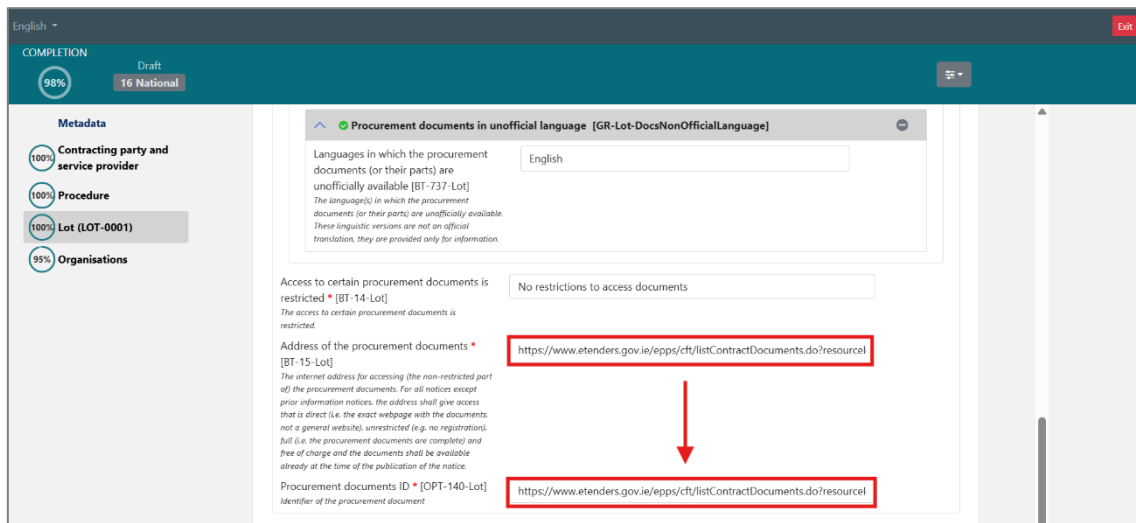 English
Exit
COMPLETION
98%
Draft
16 National
Metadata
100%
Contracting party and
service provider
100%
Procedure
100%
Lot (LOT-0001)
95%
Organisations
Procurement documents in unofficial language [GR-Lot-DocsNonOfficialLanguage]
Languages in which the procurement
documents (or their parts) are
unofficially available [BT-737-Lot]
The language(s) in which the procurement
documents (or their parts) are unofficially available.
These linguistic versions are not an official
translation, they are provided only for information.
English
Access to certain procurement documents is
restricted * [BT-14-Lot]
The access to certain procurement documents is
restricted.
No restrictions to access documents
Address of the procurement documents *
[BT-15-Lot]
The internet address for accessing (the non-restricted part
of) the procurement documents. For all notices except
prior information notices, the address shall give access
that is direct (i.e. the exact webpage with the documents,
not a general website), unrestricted (e.g. no registration),
full (i.e. the procurement documents are complete) and
free of charge and the documents shall be available
already at the time of the publication of the notice.
https://www.etenders.gov.ie/epps/cft/listContractDocuments.do?resourceI
Procurement documents ID * [OPT-140-Lot]
Identifier of the procurement document
https://www.etenders.gov.ie/epps/cft/listContractDocuments.do?resourceI